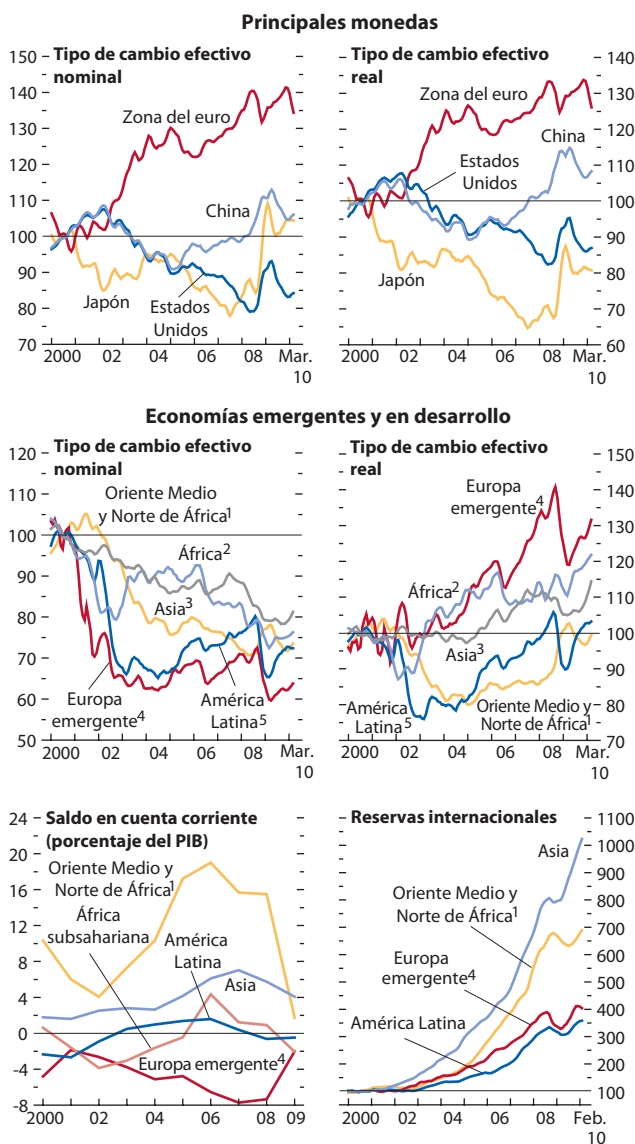 Principales monedas
Tipo de cambio efectivo
nominal
150
140
130
120
110
100
90
80
70
Zona del euro
China
Japón
Estados
Unidos
2000 02 04 06 08 Mar.
10
Tipo de cambio efectivo
real
140
130
120
110
100
90
80
70
60
Zona del euro
China
Estados
Unidos
Japón
2000 02 04 06 08 Mar.
10
Economías emergentes y en desarrollo
Tipo de cambio efectivo
nominal
120
110
100
90
80
70
60
50
Oriente Medio
y Norte de África1
África2
Asia3
Europa
emergente4
América
Latina5
2000 02 04 06 08 Mar.
10
Tipo de cambio efectivo
real
150
140
130
120
110
100
90
80
70
Europa
emergente4
África2
Asia3
América
Latina5
Oriente Medio y
Norte de África1
2000 02 04 06 08 Mar.
10
Saldo en cuenta corriente
(porcentaje del PIB)
24
20
16
12
8
4
0
-4
-8
Oriente Medio y
Norte de África1
África
subsahariana
América
Latina
Asia
Europa emergente4
2000 02 04 06 09
Reservas internacionales
1100
1000
900
800
700
600
500
400
300
200
100
Asia
Oriente Medio y
Norte de África1
Europa
emergente4
América Latina
2000 02 04 06 08 Feb.
10